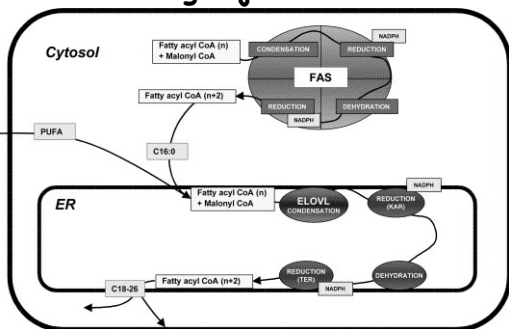 Cytosol
Fatty acyl CoA (n)
+ Malonyl CoA
CONDENSATION
REDUCTION
NADPH
FAS
Fatty acyl CoA (n+2)
REDUCTION
DEHYDRATION
NADPH
PUFA
C16:0
ER
Fatty acyl CoA (n)
+ Malonyl CoA
ELOVL
CONDENSATION
REDUCTION
(KAR)
NADPH
C18-26
Fatty acyl CoA (n+2)
REDUCTION
(TER)
NADPH
DEHYDRATION